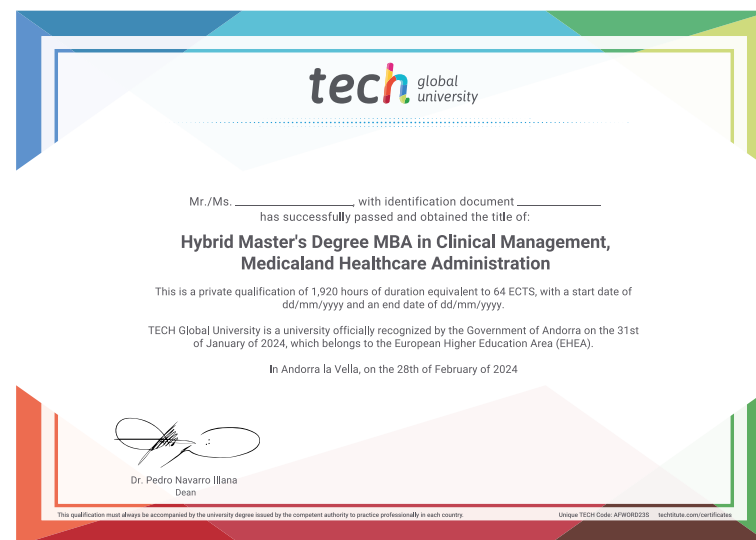 tech global
university
Mr./Ms. ___________________, with identification document _____________
has successfully passed and obtained the title of:
Hybrid Master's Degree MBA in Clinical Management,
Medicaland Healthcare Administration
This is a private qualification of 1,920 hours of duration equivalent to 64 ECTS, with a start date of
dd/mm/yyyy and an end date of dd/mm/yyyy.
TECH Global University is a university officially recognized by the Government of Andorra on the 31st
of January of 2024, which belongs to the European Higher Education Area (EHEA).
In Andorra la Vella, on the 28th of February of 2024
Dr. Pedro Navarro Illana
Dean
This qualification must always be accompanied by the university degree issued by the competent authority to practice professionally in each country.
Unique TECH Code: AFWORD23S techtitute.com/certificates